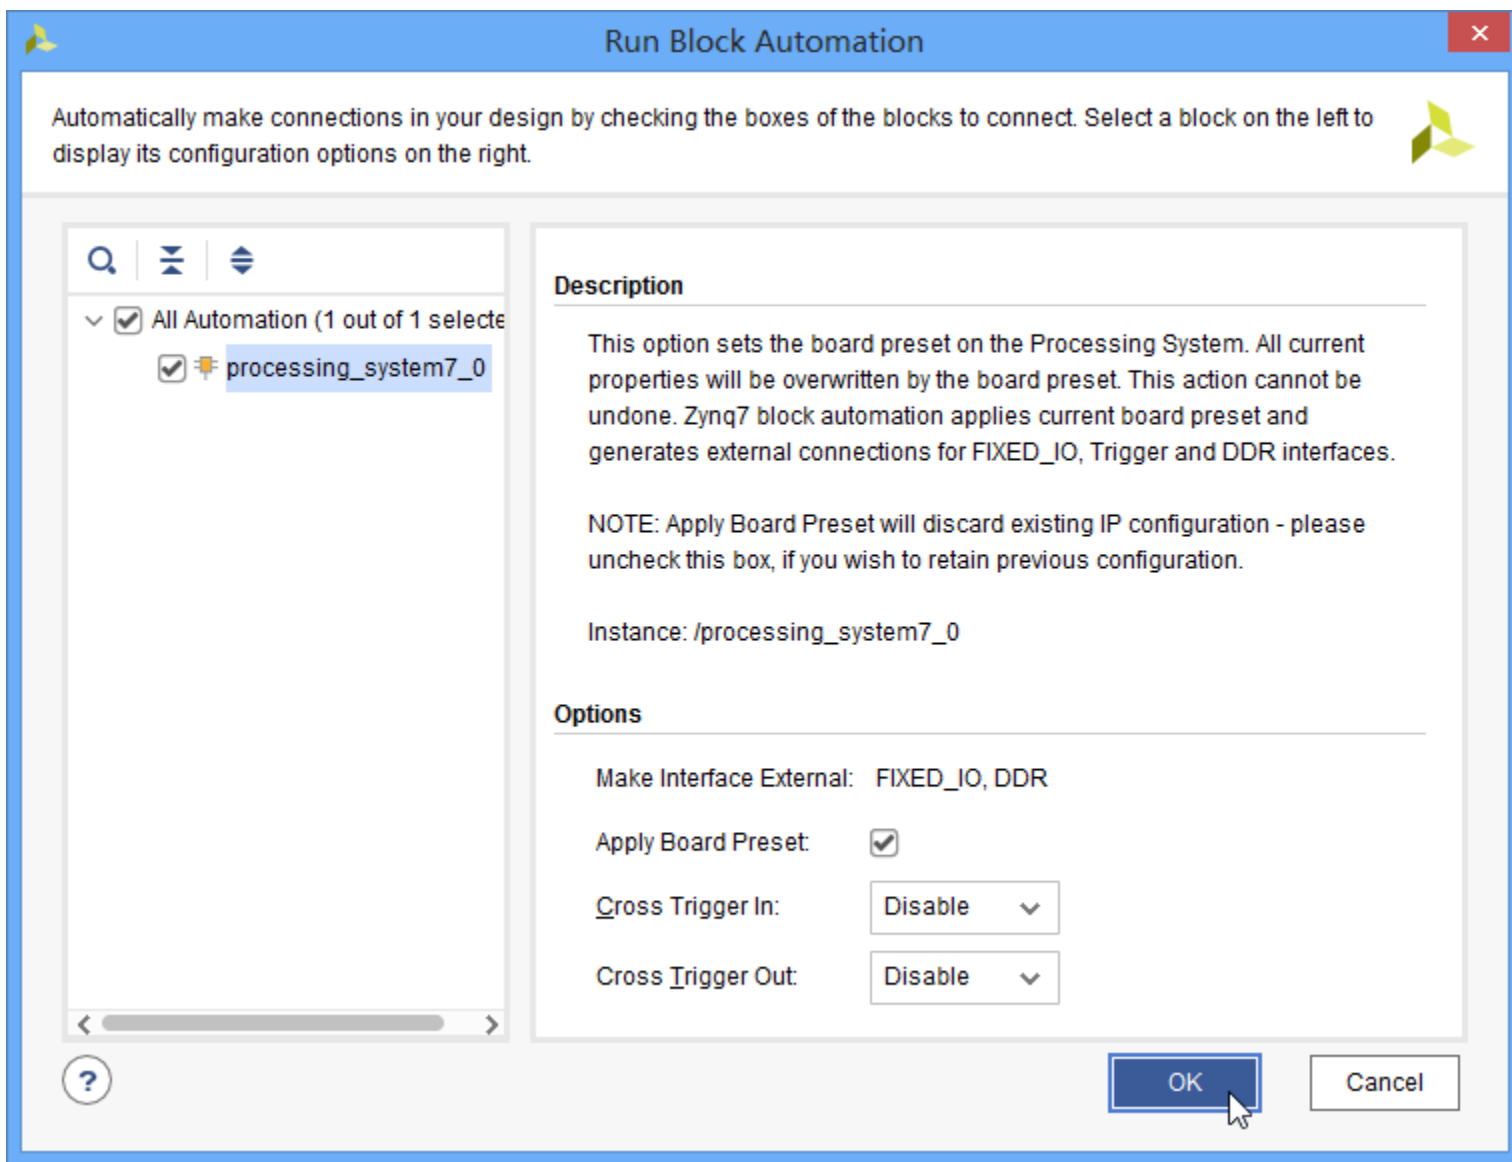 Run Block Automation
Automatically make connections in your design by checking the boxes of the blocks to connect. Select a block on the left to
display its configuration options on the right.
All Automation (1 out of 1 selecte
processing_system7_0
Description
This option sets the board preset on the Processing System. All current
properties will be overwritten by the board preset. This action cannot be
undone. Zynq7 block automation applies current board preset and
generates external connections for FIXED_IO, Trigger and DDR interfaces.
NOTE: Apply Board Preset will discard existing IP configuration - please
uncheck this box, if you wish to retain previous configuration.
Instance: /processing_system7_0
Options
Make Interface External: FIXED_IO, DDR
Apply Board Preset:
Cross Trigger In: Disable
Cross Trigger Out: Disable
?
OK
Cancel